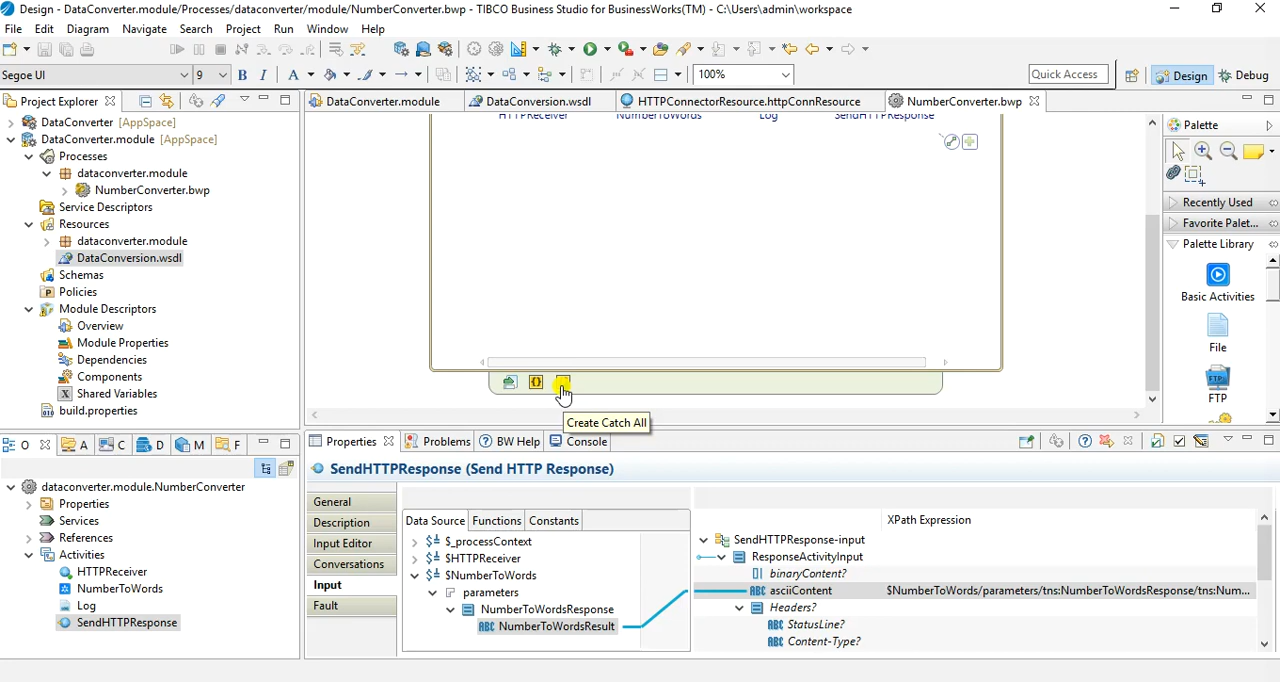 Design - DataConverter.module/Processes/dataconverter/module/NumberConverter.bwp - TIBCO Business Studio for BusinessWorks(TM) - C:\Users\admin\workspace
File Edit Diagram Navigate Search Project Run Window Help
Segoe UI 9 B I A 100% Quick Access Design Debug
Project Explorer
DataConverter.module DataConversion.wsdl HTTPConnectorResource.httpConnResource NumberConverter.bwp
DataConverter [AppSpace]
DataConverter.module [AppSpace]
Processes
dataconverter.module
NumberConverter.bwp
Service Descriptors
Resources
dataconverter.module
DataConversion.wsdl
Schemas
Policies
Module Descriptors
Overview
Module Properties
Dependencies
Components
Shared Variables
build.properties
HTTPReceiver NumberToWords Log SendHTTPResponse
Create Catch All
Palette
Recently Used
Favorite Palet...
Palette Library
Basic Activities
File
FTP
O A C D M F
dataconverter.module.NumberConverter
Properties
Services
References
Activities
HTTPReceiver
NumberToWords
Log
SendHTTPResponse
Properties Problems BW Help Console
SendHTTPResponse (Send HTTP Response)
General
Description
Input Editor
Conversations
Input
Fault
Data Source Functions Constants
$_processContext
$HTTPReceiver
$NumberToWords
parameters
NumberToWordsResponse
NumberToWordsResult
XPath Expression
SendHTTPResponse-input
ResponseActivityInput
binaryContent?
asciiContent $NumberToWords/parameters/tns:NumberToWordsResponse/tns:Num...
Headers?
StatusLine?
Content-Type?